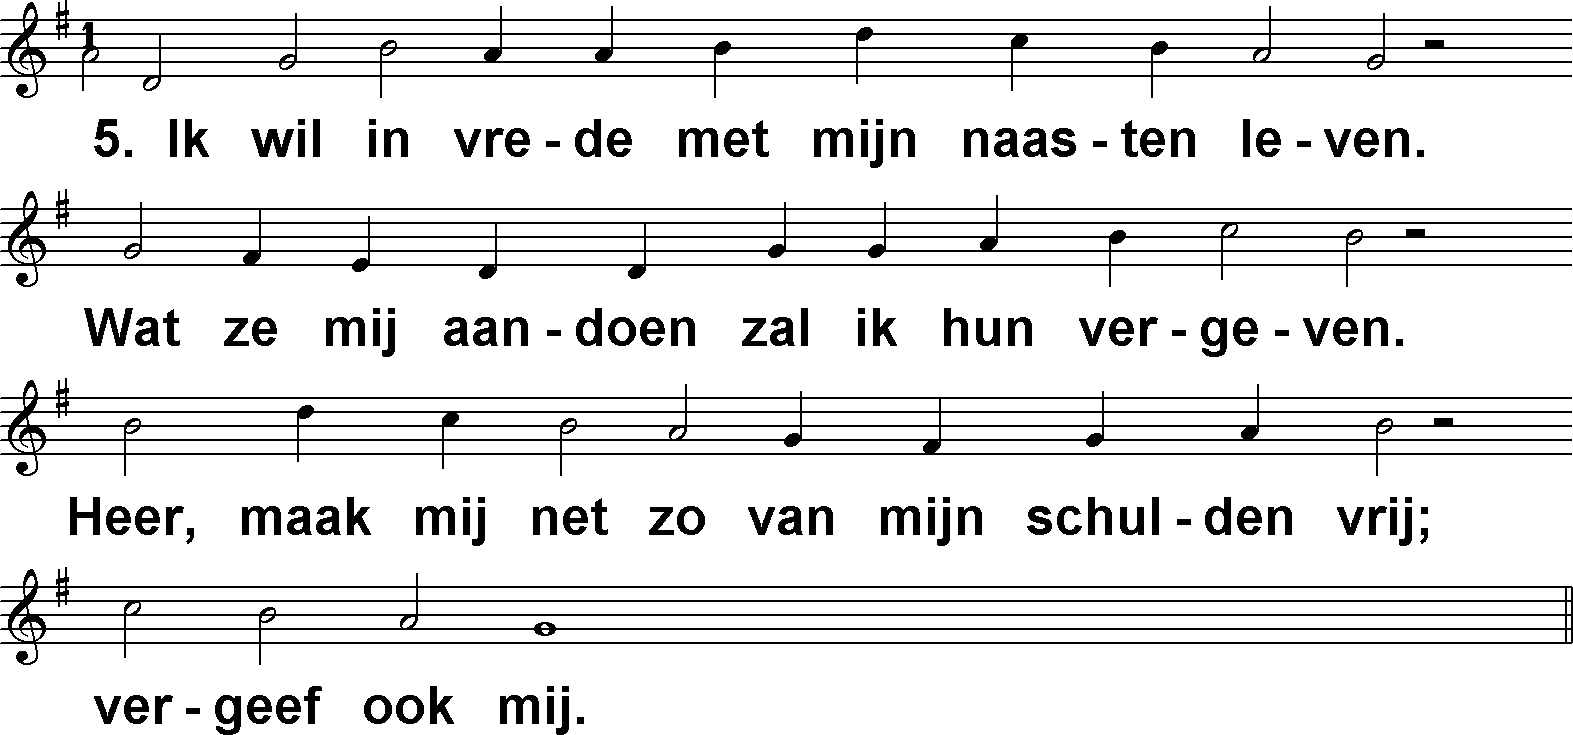 1
5. Ik wil in vre - de met mijn naas - ten le - ven.
Wat ze mij aan - doen zal ik hun ver - ge - ven.
Heer, maak mij net zo van mijn schul - den vrij;
ver - geef ook mij.